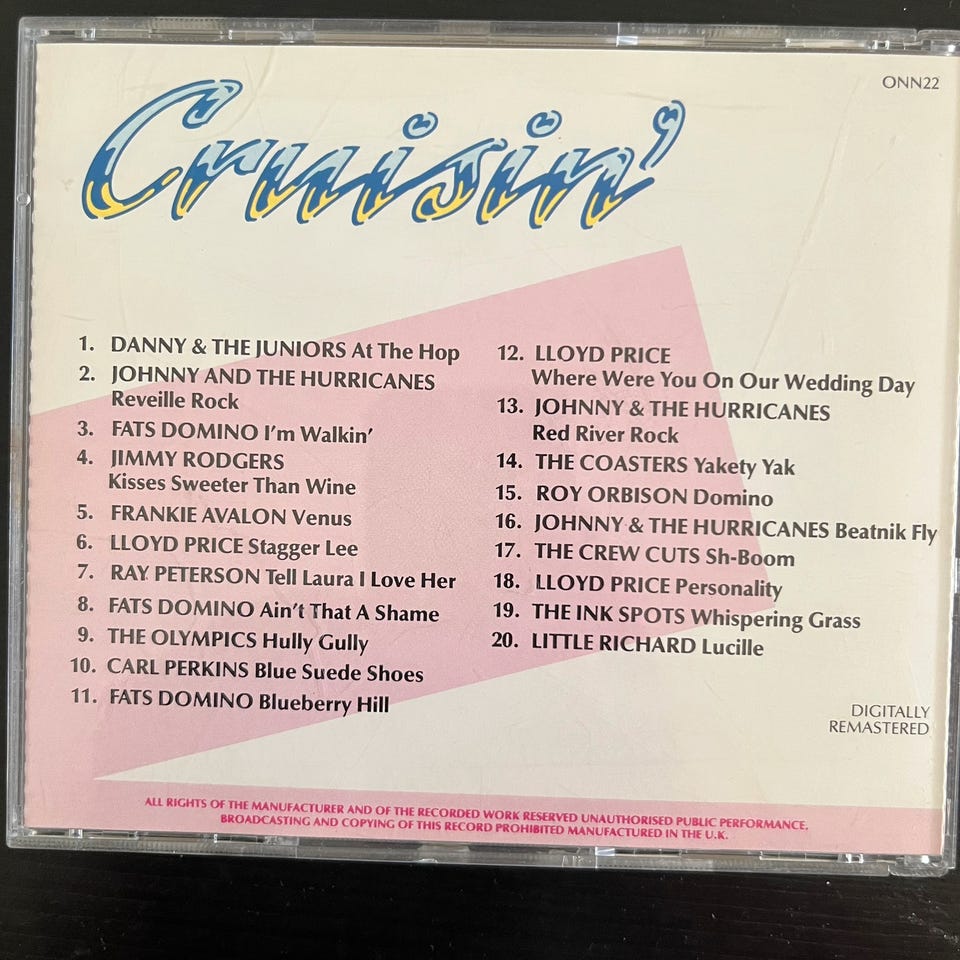 Cruisin'
ONN22
1. DANNY & THE JUNIORS At The Hop
2. JOHNNY AND THE HURRICANES
Reveille Rock
3. FATS DOMINO I'm Walkin'
4. JIMMY RODGERS
Kisses Sweeter Than Wine
5. FRANKIE AVALON Venus
6. LLOYD PRICE Stagger Lee
7. RAY PETERSON Tell Laura I Love Her
8. FATS DOMINO Ain't That A Shame
9. THE OLYMPICS Hully Gully
10. CARL PERKINS Blue Suede Shoes
11. FATS DOMINO Blueberry Hill
12. LLOYD PRICE
Where Were You On Our Wedding Day
13. JOHNNY & THE HURRICANES
Red River Rock
14. THE COASTERS Yakety Yak
15. ROY ORBISON Domino
16. JOHNNY & THE HURRICANES Beatnik Fly
17. THE CREW CUTS Sh-Boom
18. LLOYD PRICE Personality
19. THE INK SPOTS Whispering Grass
20. LITTLE RICHARD Lucille
DIGITALLY
REMASTERED
ALL RIGHTS OF THE MANUFACTURER AND OF THE RECORDED WORK RESERVED UNAUTHORISED PUBLIC PERFORMANCE,
BROADCASTING AND COPYING OF THIS RECORD PROHIBITED MANUFACTURED IN THE U.K.